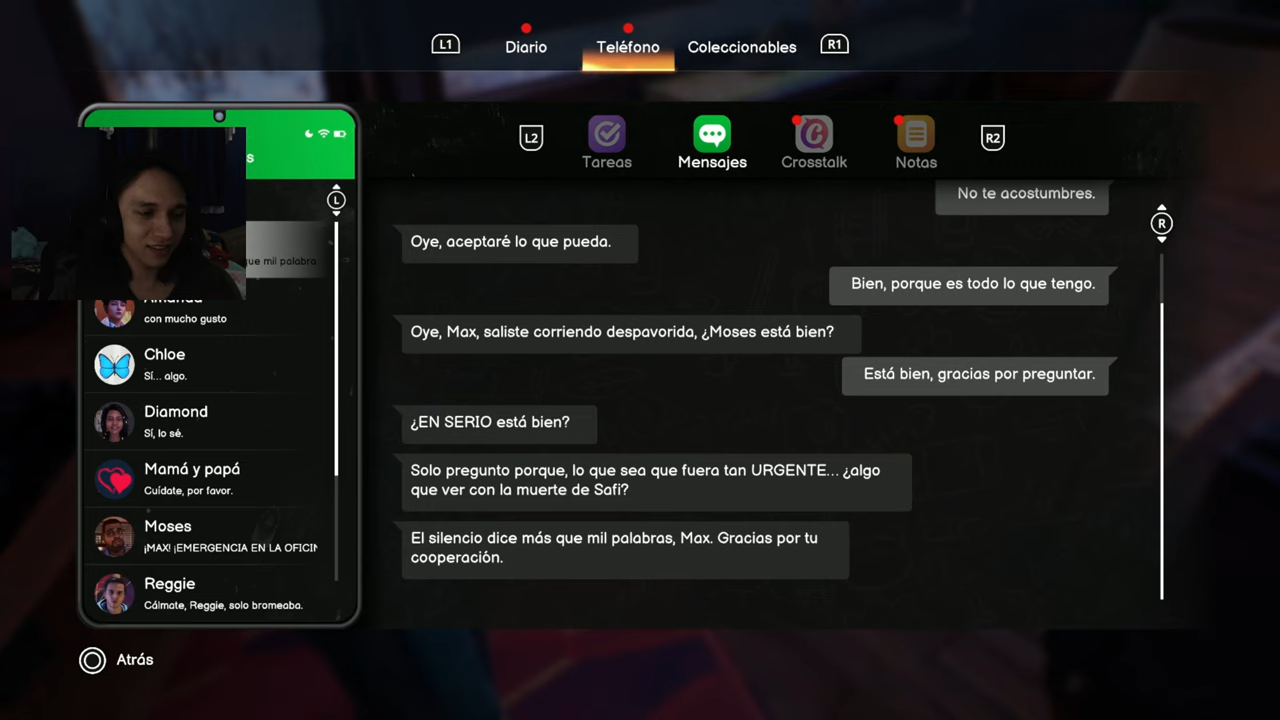 L1
Diario
Teléfono
Coleccionables
R1
L2
Tareas
Mensajes
Crosstalk
Notas
R2
s
L
que mil palabra
Amanda
con mucho gusto
Chloe
Sí... algo.
Diamond
Sí, lo sé.
Mamá y papá
Cuídate, por favor.
Moses
¡MAX! ¡EMERGENCIA EN LA OFICIN
Reggie
Cálmate, Reggie, solo bromeaba.
No te acostumbres.
R
Oye, aceptaré lo que pueda.
Bien, porque es todo lo que tengo.
Oye, Max, saliste corriendo despavorida, ¿Moses está bien?
Está bien, gracias por preguntar.
¿EN SERIO está bien?
Solo pregunto porque, lo que sea que fuera tan URGENTE... ¿algo
que ver con la muerte de Safi?
El silencio dice más que mil palabras, Max. Gracias por tu
cooperación.
Atrás